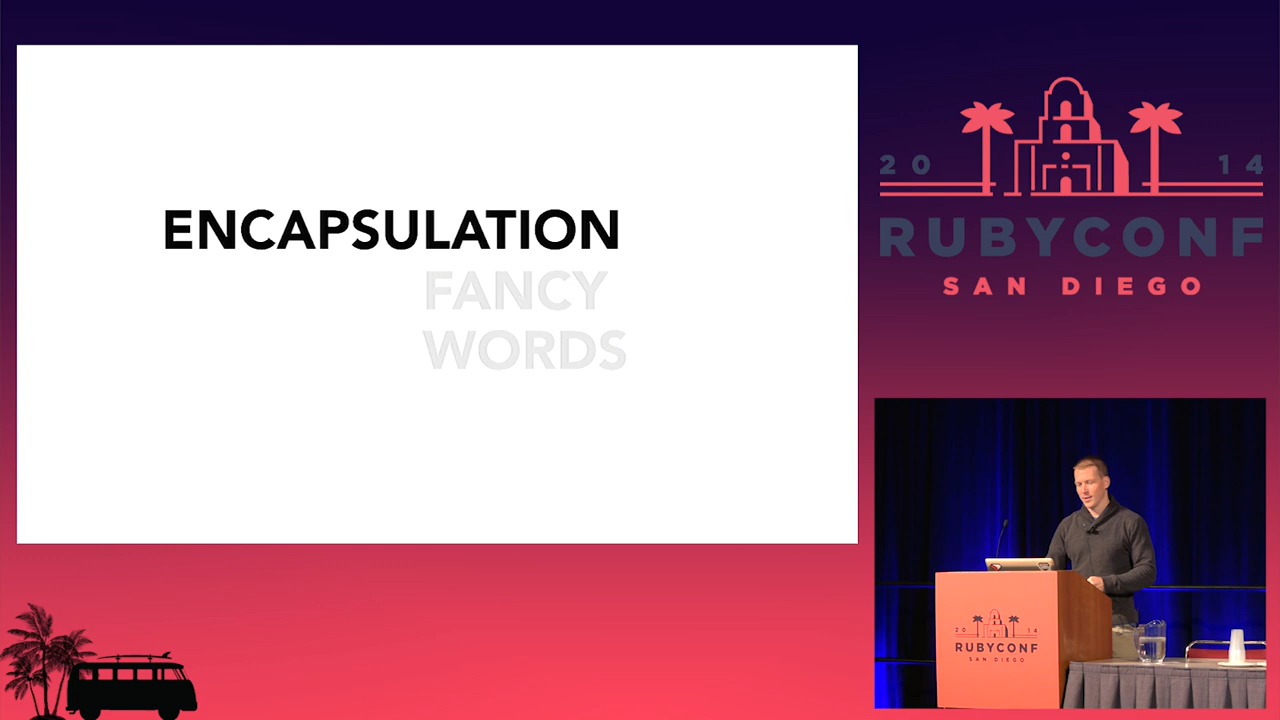 ENCAPSULATION
FANCY
WORDS
20 14
RUBYCONF
SAN DIEGO
20 14
RUBYCONF
SAN DIEGO